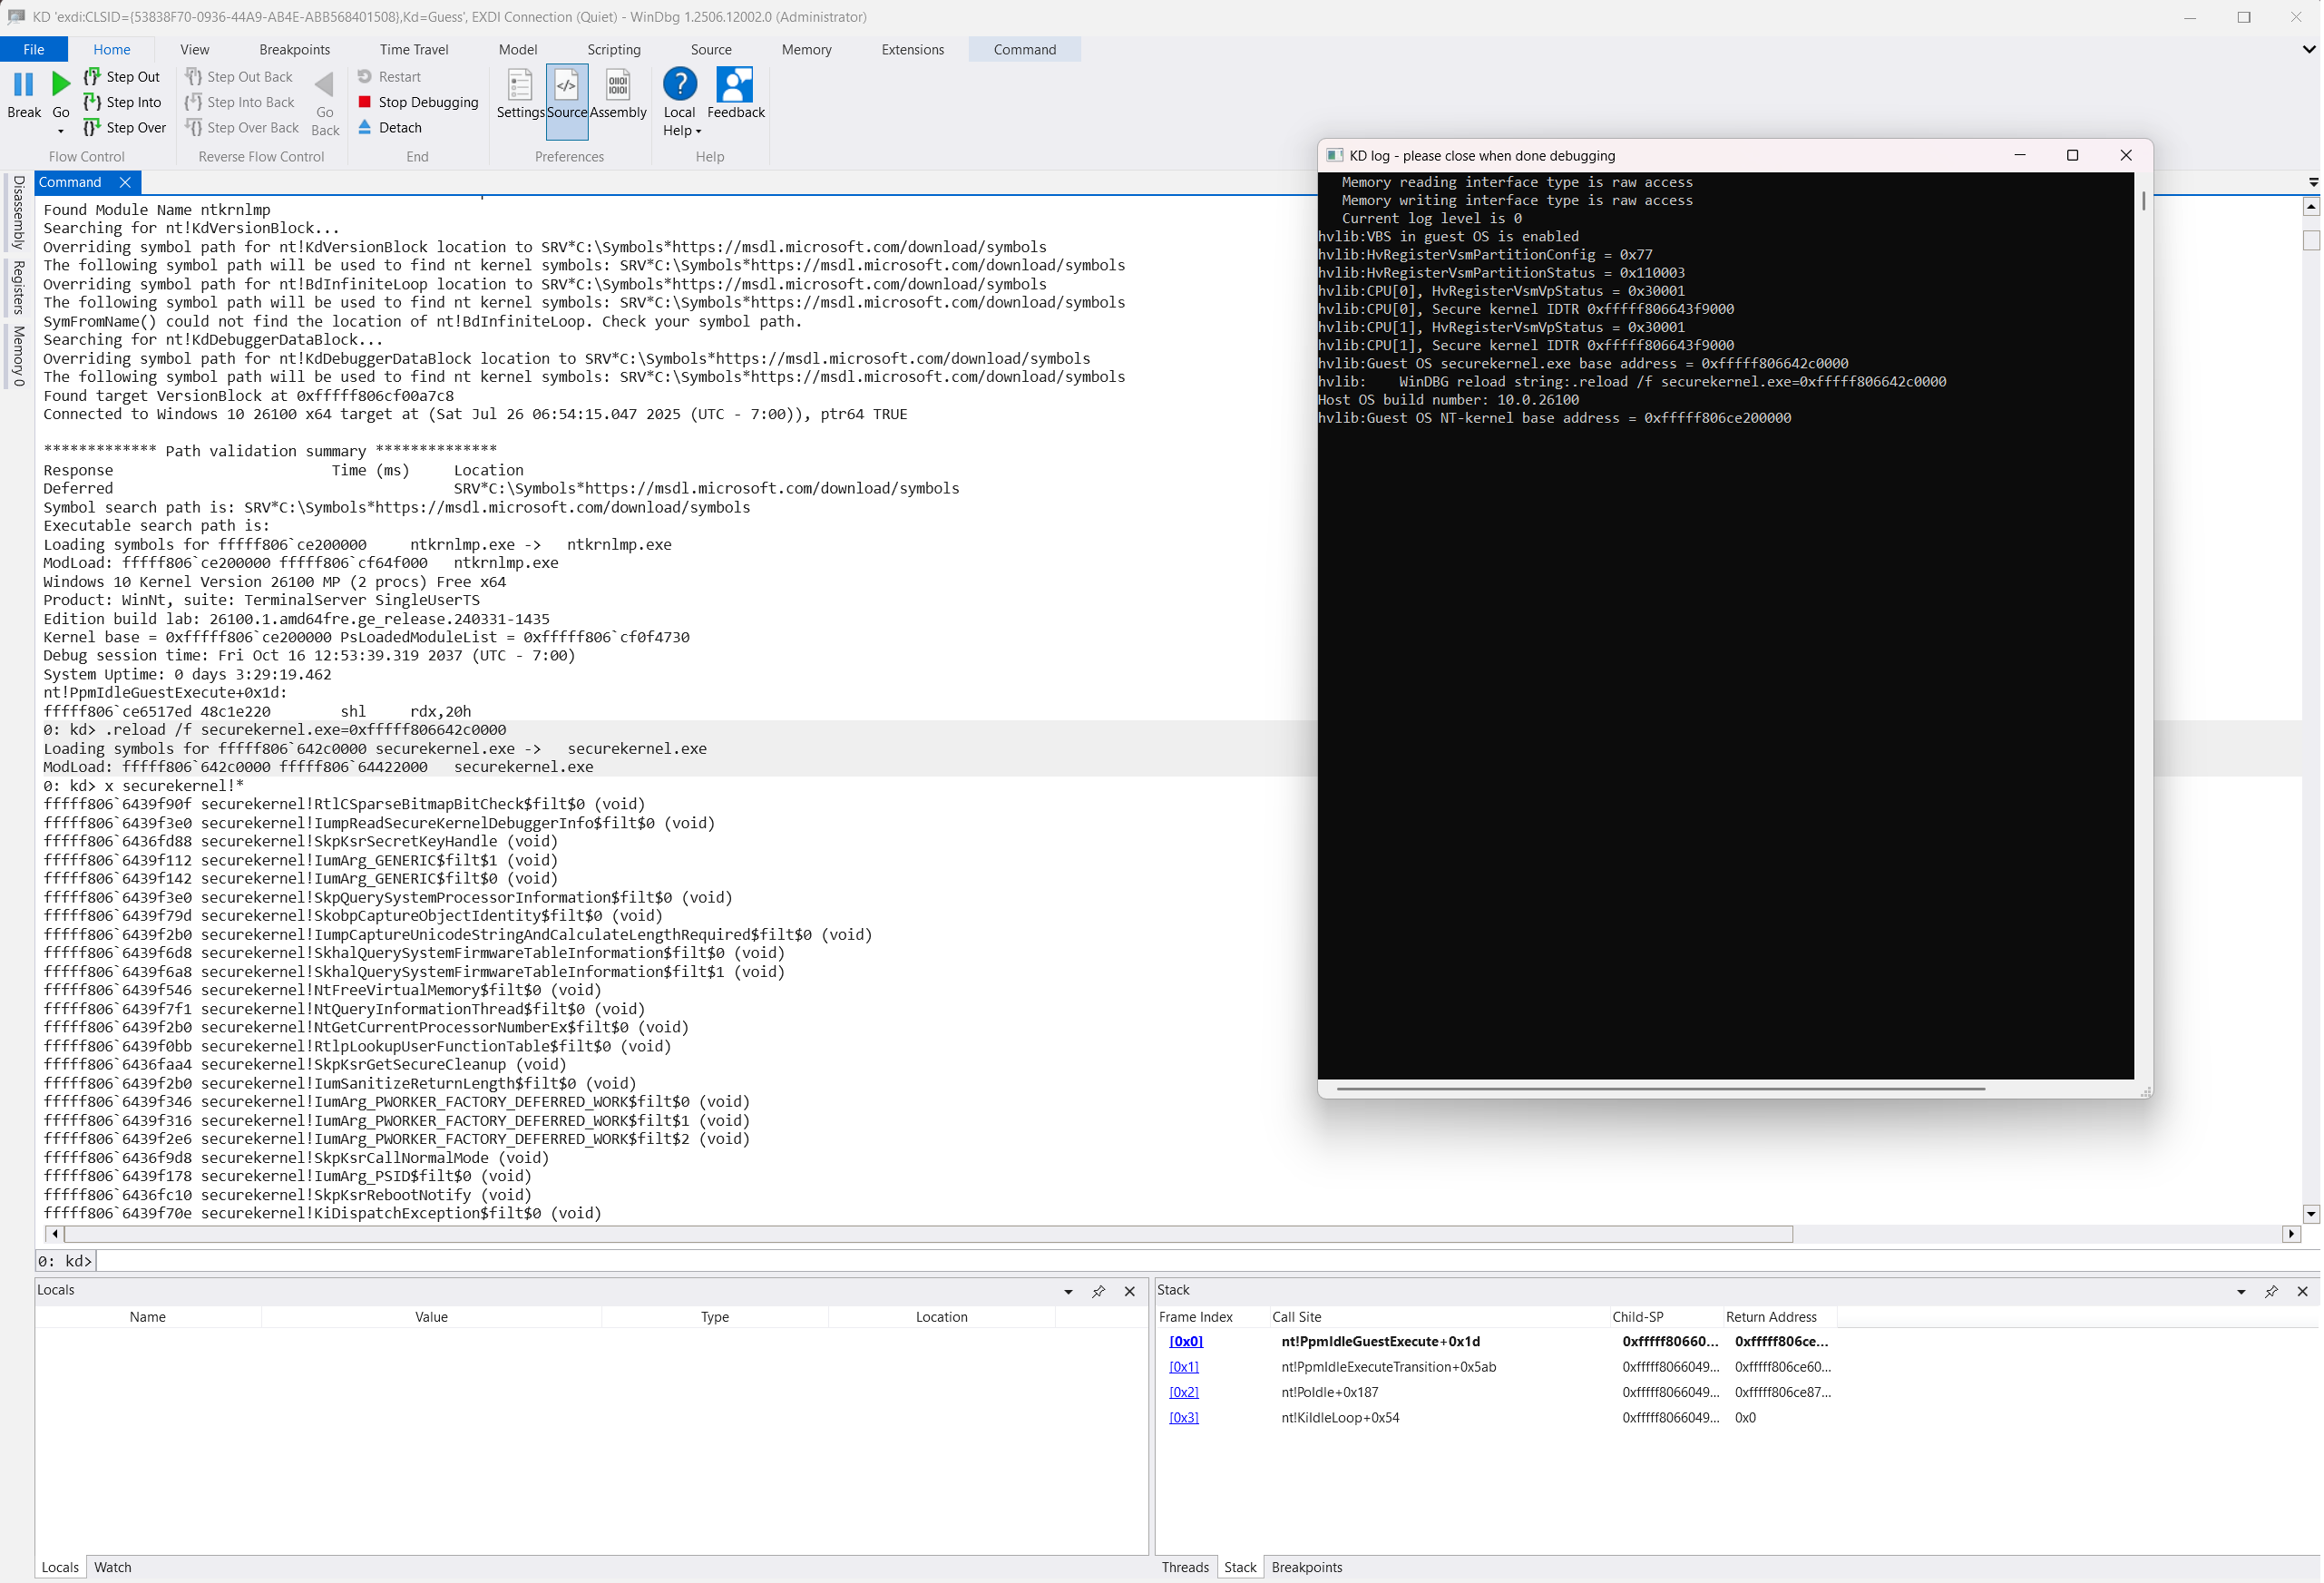 KD 'exdi:CLSID={53838F70-0936-44A9-AB4E-ABB568401508},Kd=Guess', EXDI Connection (Quiet) - WinDbg 1.2506.12002.0 (Administrator)
File Home View Breakpoints Time Travel Model Scripting Source Memory Extensions Command
Break
Go
Step Out
Step Into
Step Over
Flow Control
Step Out Back
Step Into Back
Step Over Back
Go Back
Reverse Flow Control
Restart
Stop Debugging
Detach
End
Settings Source Assembly
Preferences
Local Help
Feedback
Help
Disassembly
Registers
Memory 0
Command
Found Module Name ntkrnlmp
Searching for nt!KdVersionBlock...
Overriding symbol path for nt!KdVersionBlock location to SRV*C:\Symbols*https://msdl.microsoft.com/download/symbols
The following symbol path will be used to find nt kernel symbols: SRV*C:\Symbols*https://msdl.microsoft.com/download/symbols
Overriding symbol path for nt!BdInfiniteLoop location to SRV*C:\Symbols*https://msdl.microsoft.com/download/symbols
The following symbol path will be used to find nt kernel symbols: SRV*C:\Symbols*https://msdl.microsoft.com/download/symbols
SymFromName() could not find the location of nt!BdInfiniteLoop. Check your symbol path.
Searching for nt!KdDebuggerDataBlock...
Overriding symbol path for nt!KdDebuggerDataBlock location to SRV*C:\Symbols*https://msdl.microsoft.com/download/symbols
The following symbol path will be used to find nt kernel symbols: SRV*C:\Symbols*https://msdl.microsoft.com/download/symbols
Found target VersionBlock at 0xfffff806cf00a7c8
Connected to Windows 10 26100 x64 target at (Sat Jul 26 06:54:15.047 2025 (UTC - 7:00)), ptr64 TRUE
************* Path validation summary **************
Response Time (ms) Location
Deferred SRV*C:\Symbols*https://msdl.microsoft.com/download/symbols
Symbol search path is: SRV*C:\Symbols*https://msdl.microsoft.com/download/symbols
Executable search path is:
Loading symbols for fffff806`ce200000 ntkrnlmp.exe -> ntkrnlmp.exe
ModLoad: fffff806`ce200000 fffff806`cf64f000 ntkrnlmp.exe
Windows 10 Kernel Version 26100 MP (2 procs) Free x64
Product: WinNt, suite: TerminalServer SingleUserTS
Edition build lab: 26100.1.amd64fre.ge_release.240331-1435
Kernel base = 0xfffff806`ce200000 PsLoadedModuleList = 0xfffff806`cf0f4730
Debug session time: Fri Oct 16 12:53:39.319 2037 (UTC - 7:00)
System Uptime: 0 days 3:29:19.462
nt!PpmIdleGuestExecute+0x1d:
fffff806`ce6517ed 48c1e220 shl rdx,20h
0: kd> .reload /f securekernel.exe=0xfffff806642c0000
Loading symbols for fffff806`642c0000 securekernel.exe -> securekernel.exe
ModLoad: fffff806`642c0000 fffff806`64422000 securekernel.exe
0: kd> x securekernel!*
fffff806`6439f90f securekernel!RtlCSparseBitmapBitCheck$filt$0 (void)
fffff806`6439f3e0 securekernel!IumpReadSecureKernelDebuggerInfo$filt$0 (void)
fffff806`6436fd88 securekernel!SkpKsrSecretKeyHandle (void)
fffff806`6439f112 securekernel!IumArg_GENERIC$filt$1 (void)
fffff806`6439f142 securekernel!IumArg_GENERIC$filt$0 (void)
fffff806`6439f3e0 securekernel!SkpQuerySystemProcessorInformation$filt$0 (void)
fffff806`6439f79d securekernel!SkobpCaptureObjectIdentity$filt$0 (void)
fffff806`6439f2b0 securekernel!IumpCaptureUnicodeStringAndCalculateLengthRequired$filt$0 (void)
fffff806`6439f6d8 securekernel!SkhalQuerySystemFirmwareTableInformation$filt$0 (void)
fffff806`6439f6a8 securekernel!SkhalQuerySystemFirmwareTableInformation$filt$1 (void)
fffff806`6439f546 securekernel!NtFreeVirtualMemory$filt$0 (void)
fffff806`6439f7f1 securekernel!NtQueryInformationThread$filt$0 (void)
fffff806`6439f2b0 securekernel!NtGetCurrentProcessorNumberEx$filt$0 (void)
fffff806`6439f0bb securekernel!RtlpLookupUserFunctionTable$filt$0 (void)
fffff806`6436faa4 securekernel!SkpKsrGetSecureCleanup (void)
fffff806`6439f2b0 securekernel!IumSanitizeReturnLength$filt$0 (void)
fffff806`6439f346 securekernel!IumArg_PWORKER_FACTORY_DEFERRED_WORK$filt$0 (void)
fffff806`6439f316 securekernel!IumArg_PWORKER_FACTORY_DEFERRED_WORK$filt$1 (void)
fffff806`6439f2e6 securekernel!IumArg_PWORKER_FACTORY_DEFERRED_WORK$filt$2 (void)
fffff806`6436f9d8 securekernel!SkpKsrCallNormalMode (void)
fffff806`6439f178 securekernel!IumArg_PSID$filt$0 (void)
fffff806`6436fc10 securekernel!SkpKsrRebootNotify (void)
fffff806`6439f70e securekernel!KiDispatchException$filt$0 (void)
0: kd>
KD log - please close when done debugging
Memory reading interface type is raw access
Memory writing interface type is raw access
Current log level is 0
hvlib:VBS in guest OS is enabled
hvlib:HvRegisterVsmPartitionConfig = 0x77
hvlib:HvRegisterVsmPartitionStatus = 0x110003
hvlib:CPU[0], HvRegisterVsmVpStatus = 0x30001
hvlib:CPU[0], Secure kernel IDTR 0xfffff806643f9000
hvlib:CPU[1], HvRegisterVsmVpStatus = 0x30001
hvlib:CPU[1], Secure kernel IDTR 0xfffff806643f9000
hvlib:Guest OS securekernel.exe base address = 0xfffff806642c0000
hvlib: WinDBG reload string:.reload /f securekernel.exe=0xfffff806642c0000
Host OS build number: 10.0.26100
hvlib:Guest OS NT-kernel base address = 0xfffff806ce200000
Locals
Name Value Type Location
Locals Watch
Stack
Frame Index Call Site Child-SP Return Address
[0x0] nt!PpmIdleGuestExecute+0x1d 0xfffff80660... 0xfffff806ce...
[0x1] nt!PpmIdleExecuteTransition+0x5ab 0xfffff8066049... 0xfffff806ce60...
[0x2] nt!PoIdle+0x187 0xfffff8066049... 0xfffff806ce87...
[0x3] nt!KiIdleLoop+0x54 0xfffff8066049... 0x0
Threads Stack Breakpoints